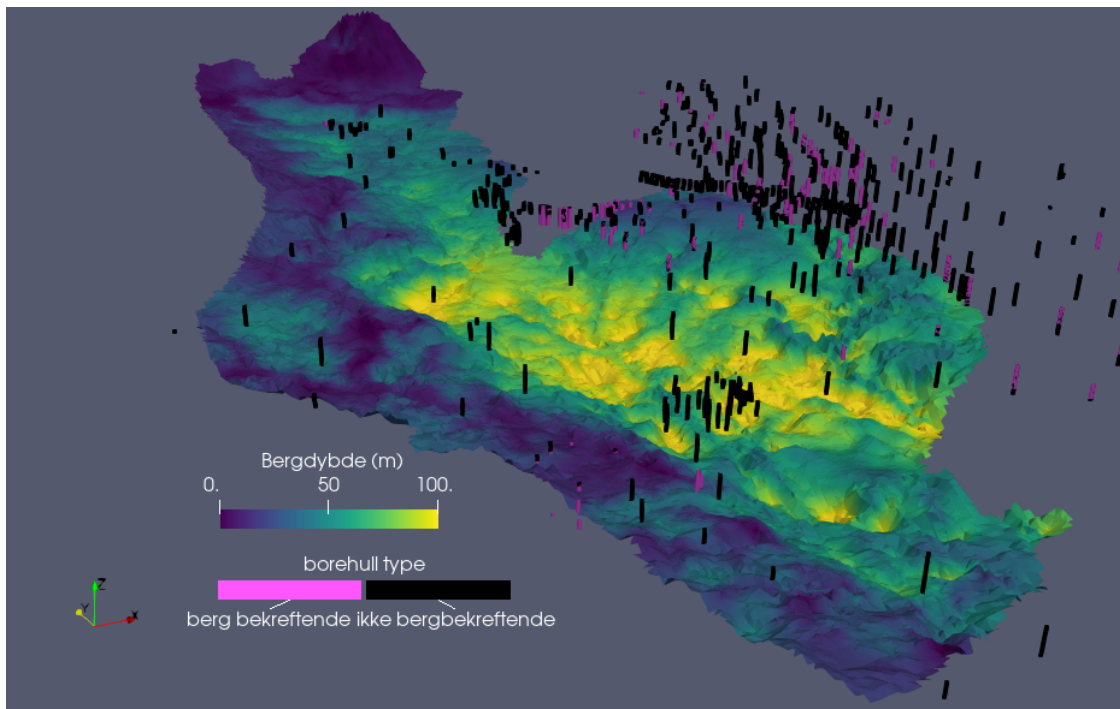 Bergdybde (m)
0. 50 100.
borehull type
berg bekreftende ikke bergbekreftende
Z
Y X